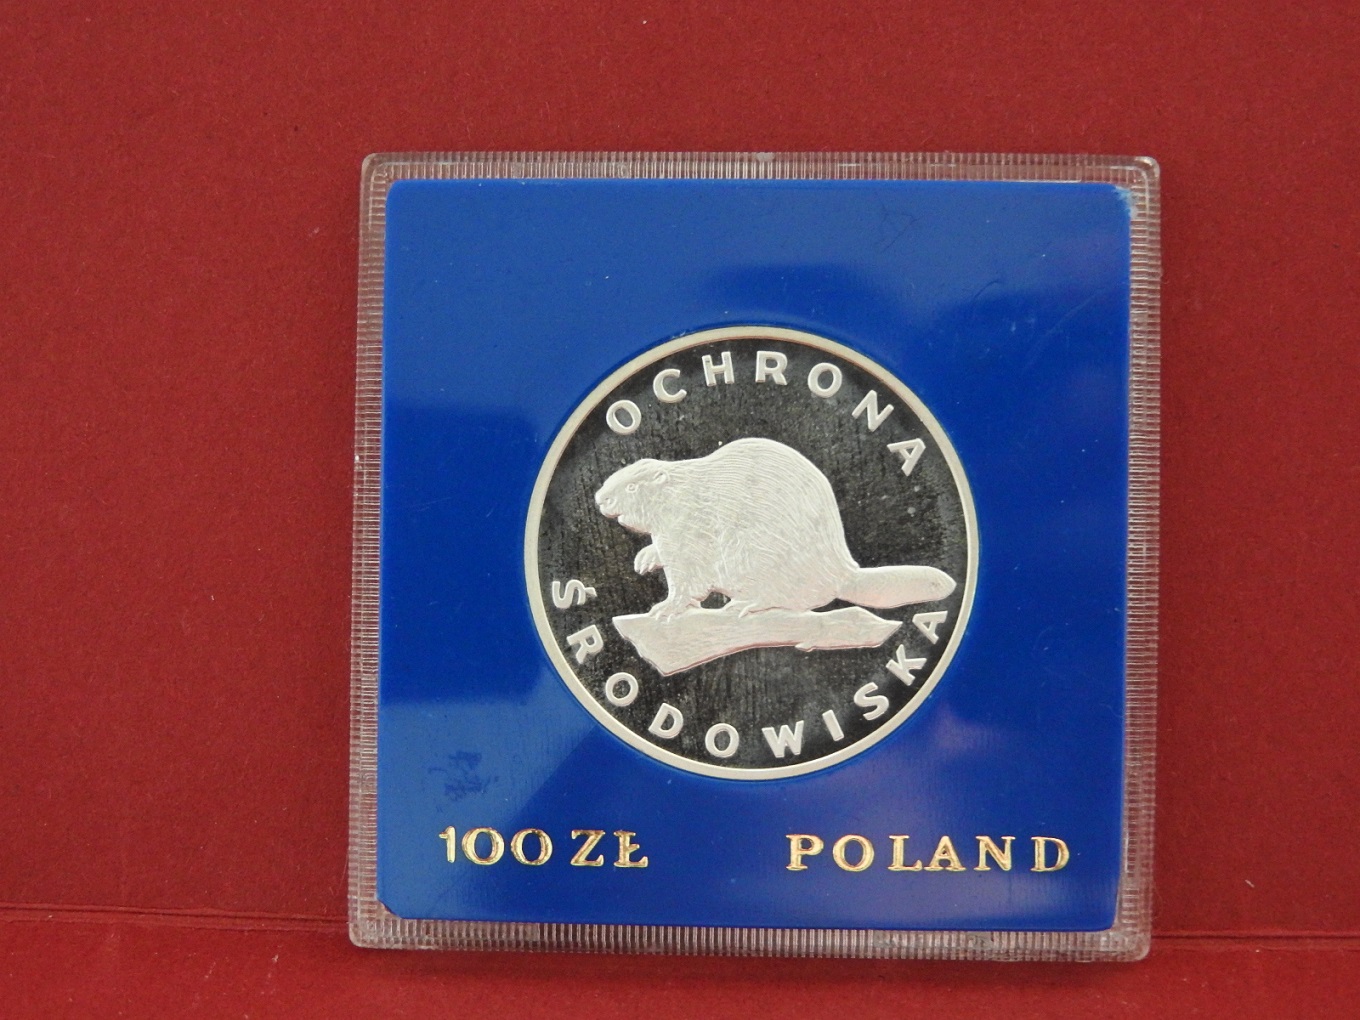 OCHRONA
ŚRODOWISKA
100 ZŁ POLAND